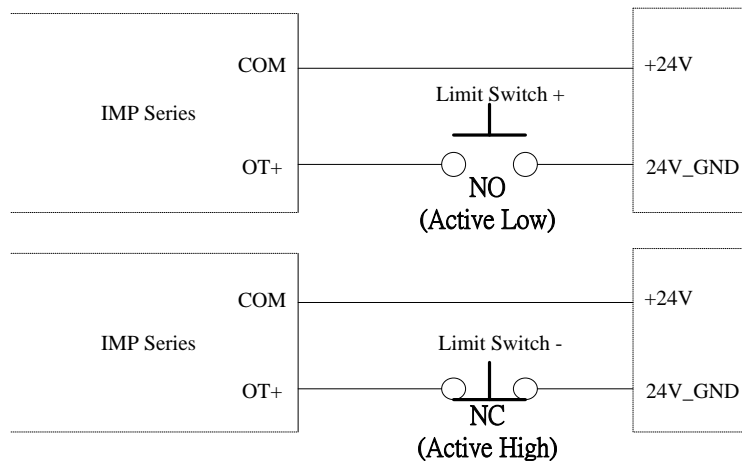 COM
+24V
Limit Switch +
IMP Series
OT+
24V_GND
NO
(Active Low)
COM
+24V
IMP Series
Limit Switch -
OT+
24V_GND
NC
(Active High)